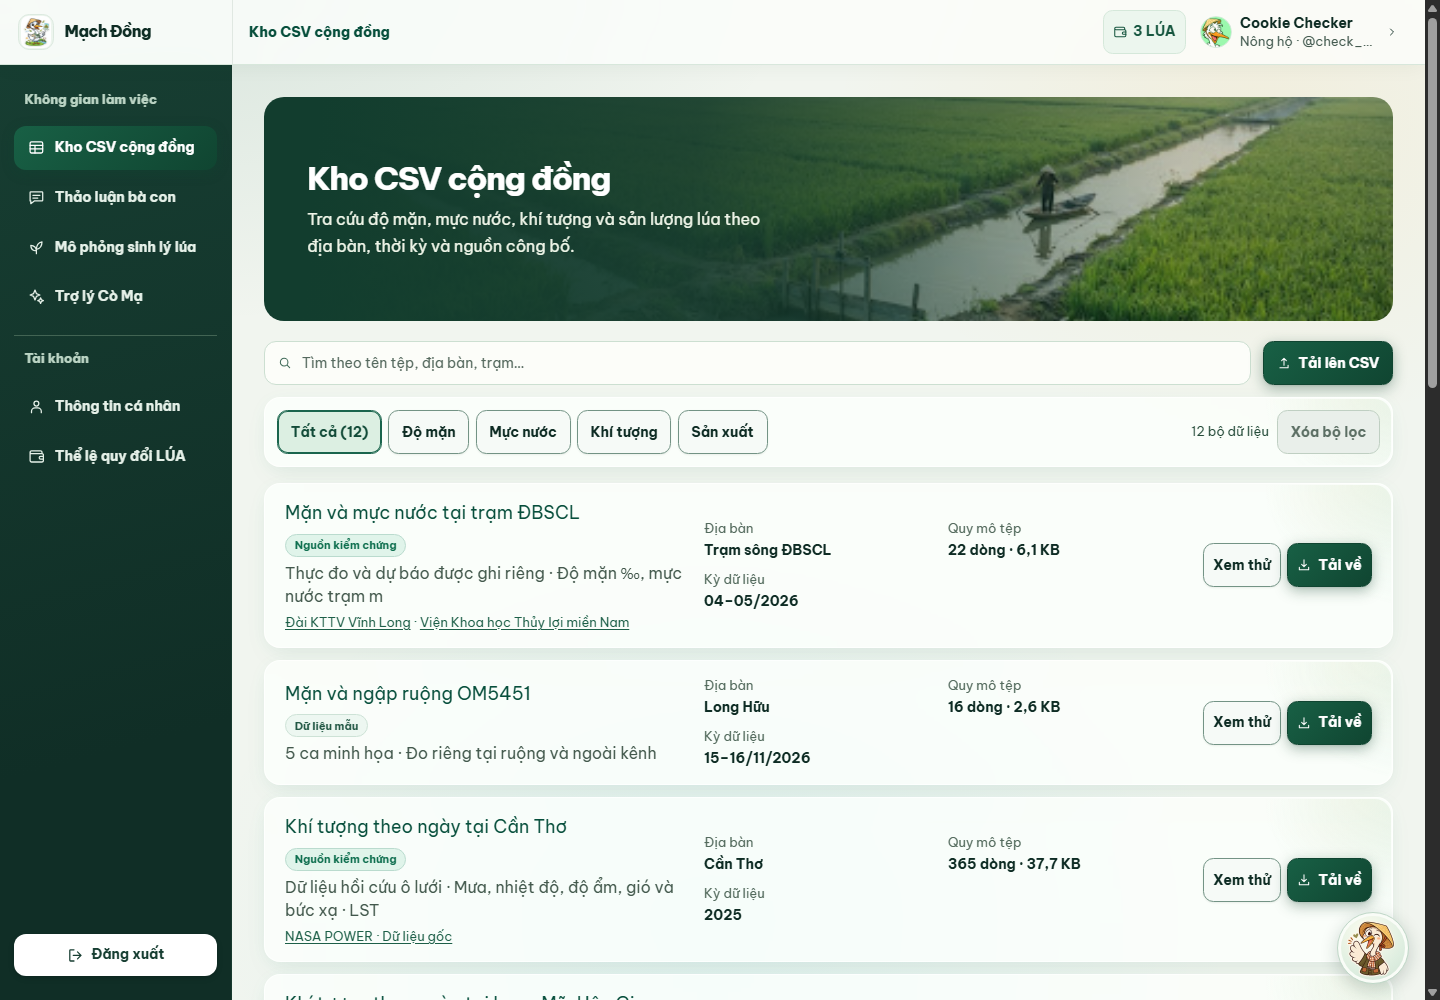 Mạch Đồng
Kho CSV cộng đồng
3 LÚA
Cookie Checker
Nông hộ · @check_...
Không gian làm việc
Kho CSV cộng đồng
Thảo luận bà con
Mô phỏng sinh lý lúa
Trợ lý Cò Mạ
Tài khoản
Thông tin cá nhân
Thể lệ quy đổi LÚA
Đăng xuất
Kho CSV cộng đồng
Tra cứu độ mặn, mực nước, khí tượng và sản lượng lúa theo
địa bàn, thời kỳ và nguồn công bố.
Tìm theo tên tệp, địa bàn, trạm...
Tải lên CSV
Tất cả (12)
Độ mặn
Mực nước
Khí tượng
Sản xuất
12 bộ dữ liệu
Xóa bộ lọc
Mặn và mực nước tại trạm ĐBSCL
Nguồn kiểm chứng
Thực đo và dự báo được ghi riêng · Độ mặn ‰, mực
nước trạm m
Đài KTTV Vĩnh Long · Viện Khoa học Thủy lợi miền Nam
Địa bàn
Trạm sông ĐBSCL
Kỳ dữ liệu
04–05/2026
Quy mô tệp
22 dòng · 6,1 KB
Xem thử
Tải về
Mặn và ngập ruộng OM5451
Dữ liệu mẫu
5 ca minh họa · Đo riêng tại ruộng và ngoài kênh
Địa bàn
Long Hữu
Kỳ dữ liệu
15–16/11/2026
Quy mô tệp
16 dòng · 2,6 KB
Xem thử
Tải về
Khí tượng theo ngày tại Cần Thơ
Nguồn kiểm chứng
Dữ liệu hồi cứu ô lưới · Mưa, nhiệt độ, độ ẩm, gió và
bức xạ · LST
NASA POWER · Dữ liệu gốc
Địa bàn
Cần Thơ
Kỳ dữ liệu
2025
Quy mô tệp
365 dòng · 37,7 KB
Xem thử
Tải về